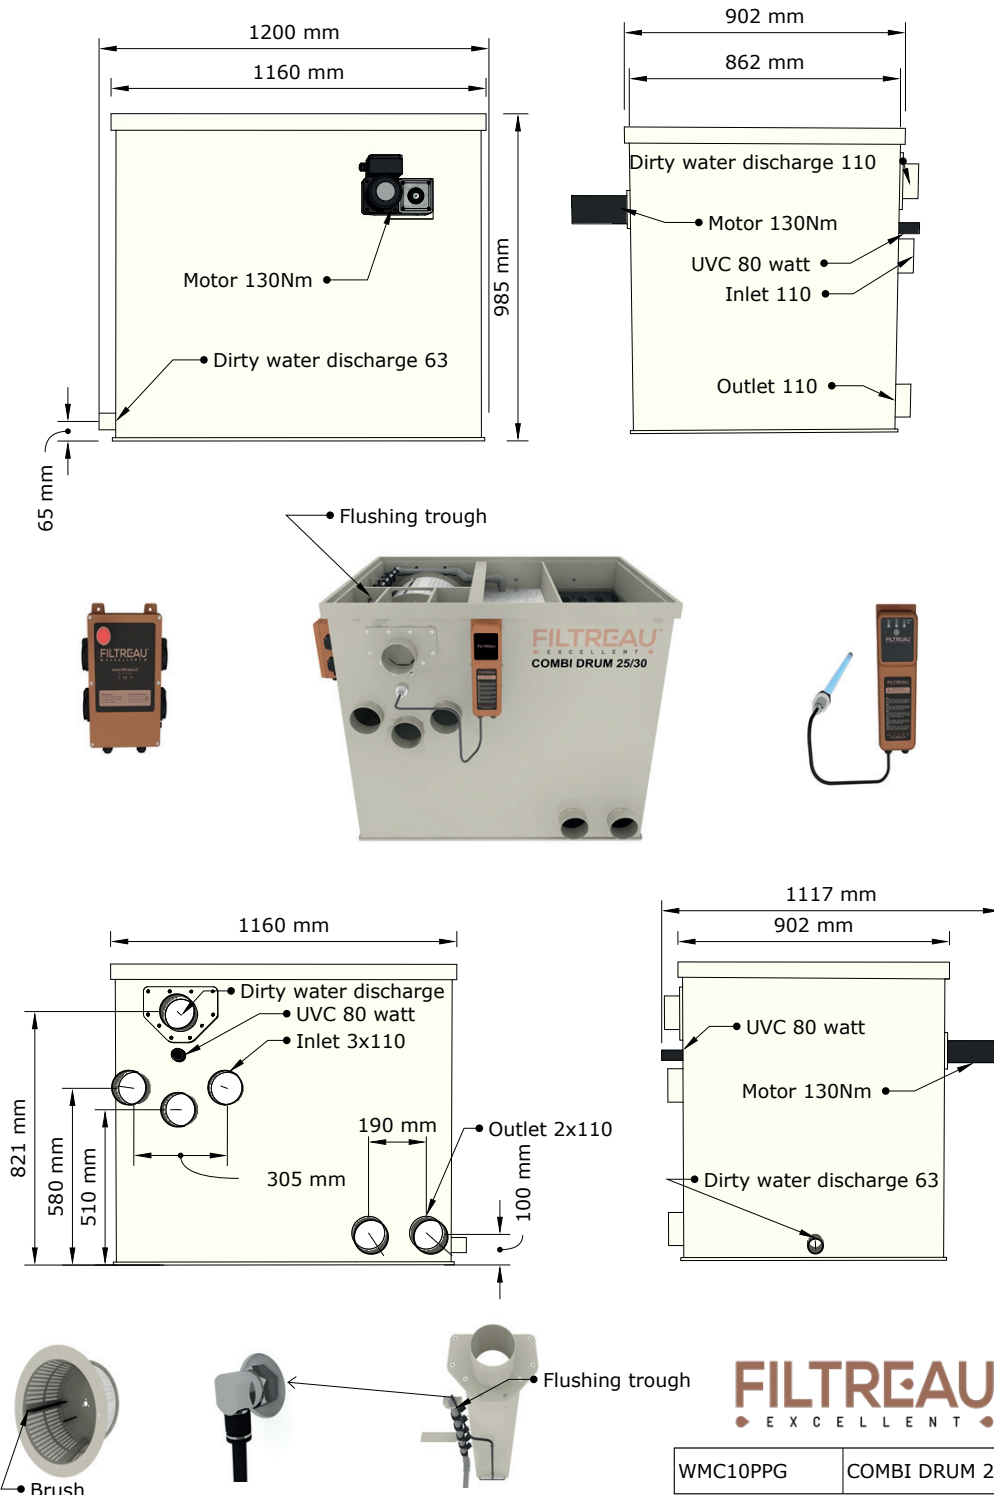 1200 mm
1160 mm
902 mm
862 mm
985 mm
65 mm
Motor 130Nm
Dirty water discharge 63
Dirty water discharge 110
Motor 130Nm
UVC 80 watt
Inlet 110
Outlet 110
Flushing trough
FILTREAU
EXCELLENT
FILTREAU
EXCELLENT
COMBI DRUM 25/30
FILTREAU
1160 mm
821 mm
580 mm
510 mm
Dirty water discharge
UVC 80 watt
Inlet 3x110
190 mm
305 mm
Outlet 2x110
100 mm
1117 mm
902 mm
UVC 80 watt
Motor 130Nm
Dirty water discharge 63
Brush
Flushing trough
FILTREAU
EXCELLENT
WMC10PPG
COMBI DRUM 2